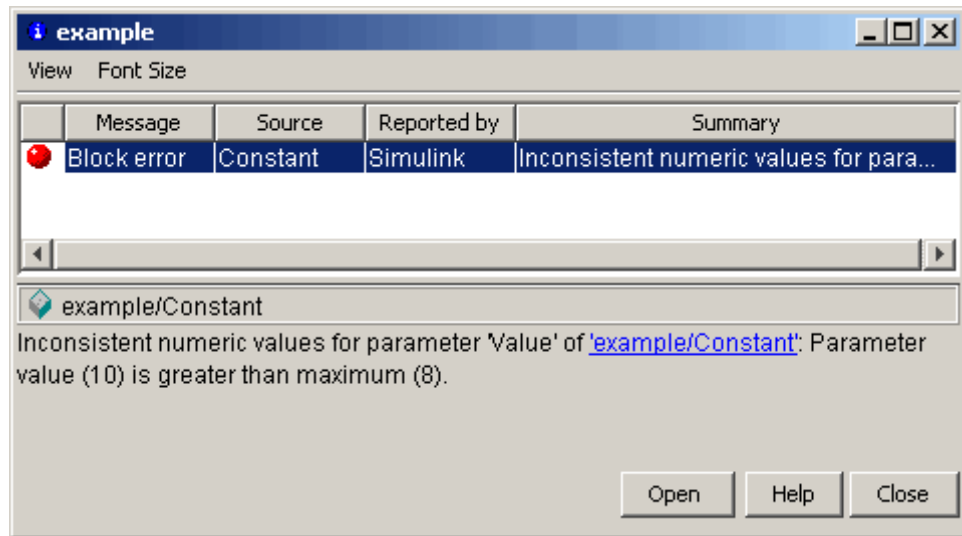 example
View Font Size
Message Source Reported by Summary
Block error Constant Simulink Inconsistent numeric values for para...
example/Constant
Inconsistent numeric values for parameter 'Value' of 'example/Constant': Parameter
value (10) is greater than maximum (8).
Open Help Close